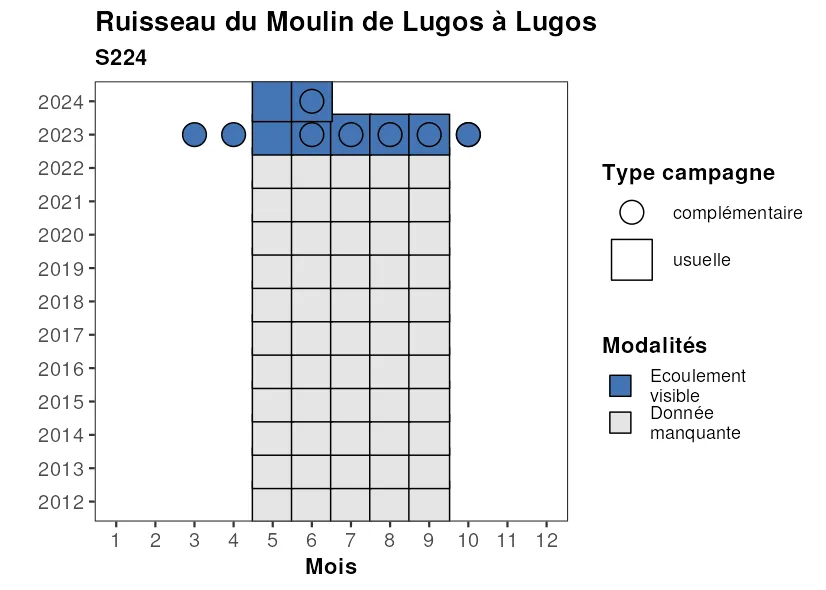 Ruisseau du Moulin de Lugos à Lugos
S224
2024
2023
2022
2021
2020
2019
2018
2017
2016
2015
2014
2013
2012
1 2 3 4 5 6 7 8 9 10 11 12
Mois
Type campagne
complémentaire
usuelle
Modalités
Ecoulement
visible
Donnée
manquante